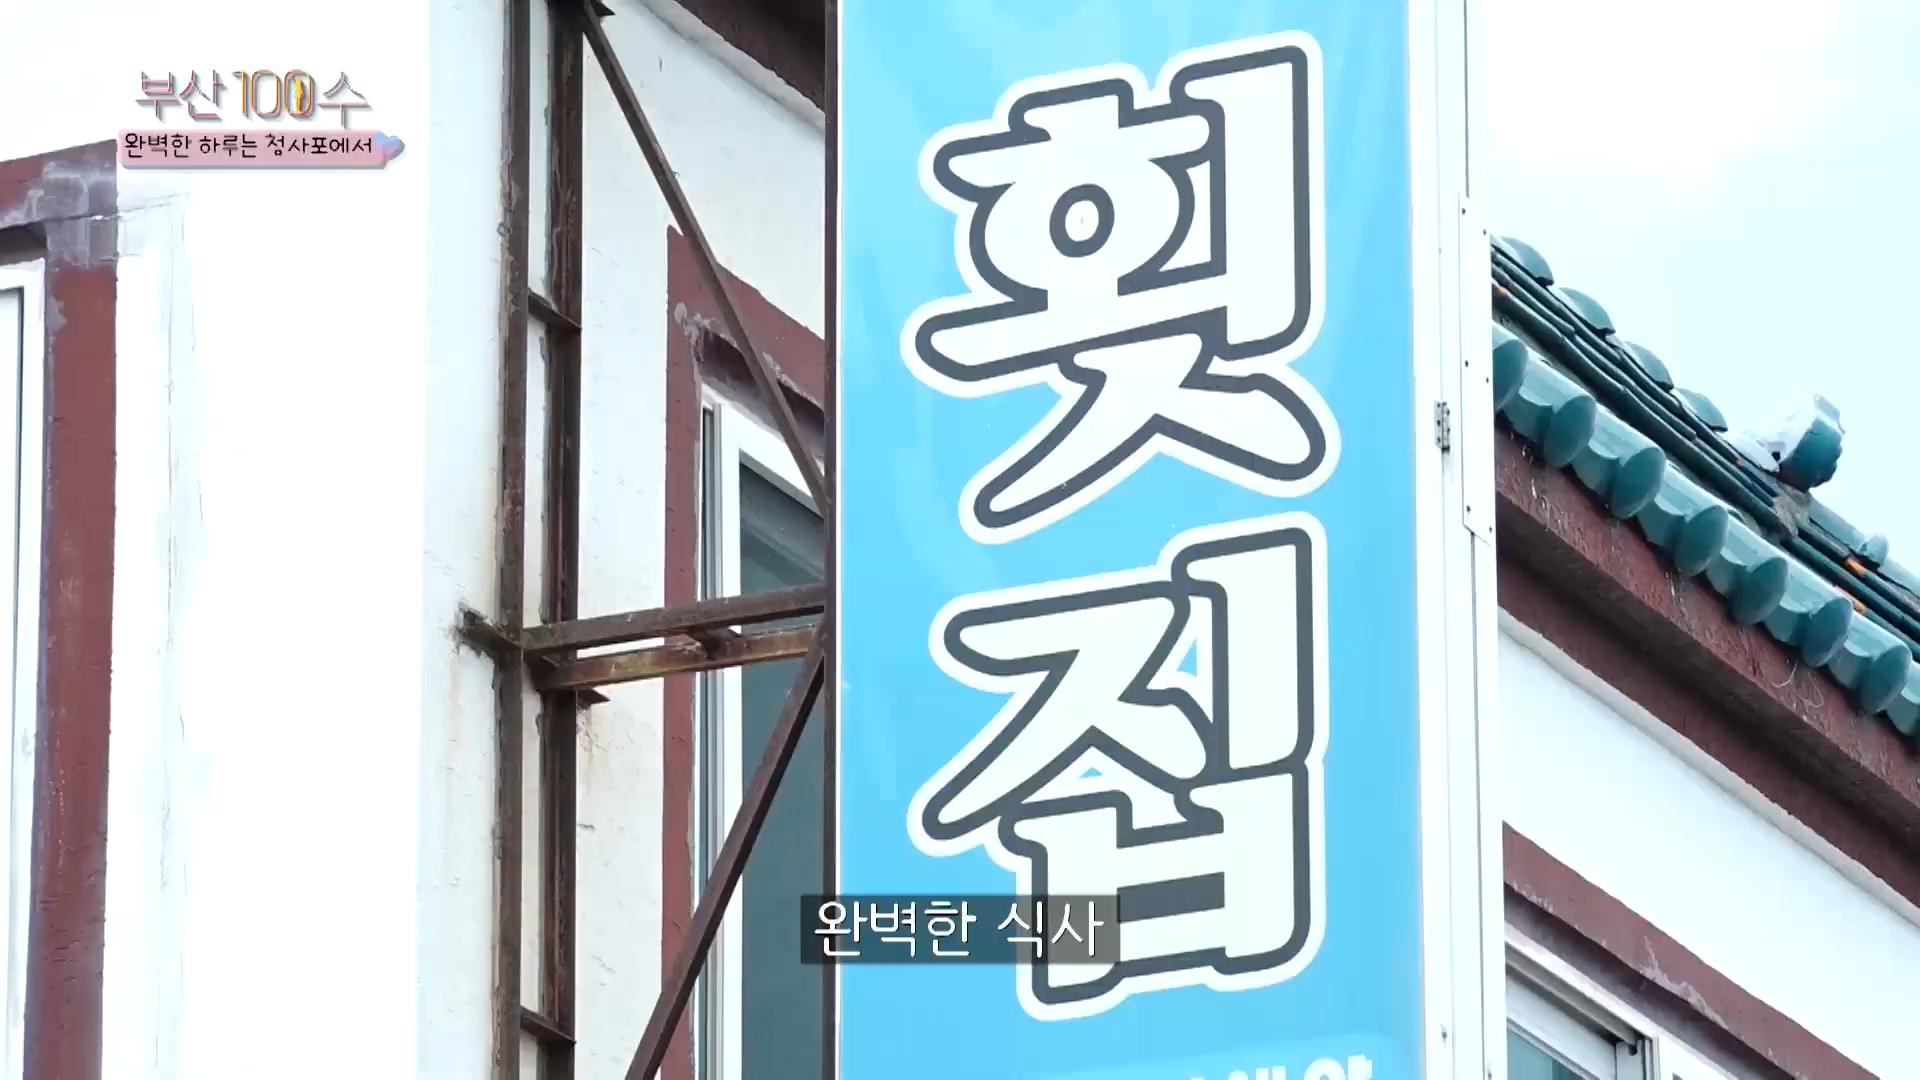 부산 100수
완벽한 하루는 청사포에서
횟집
완벽한 식사